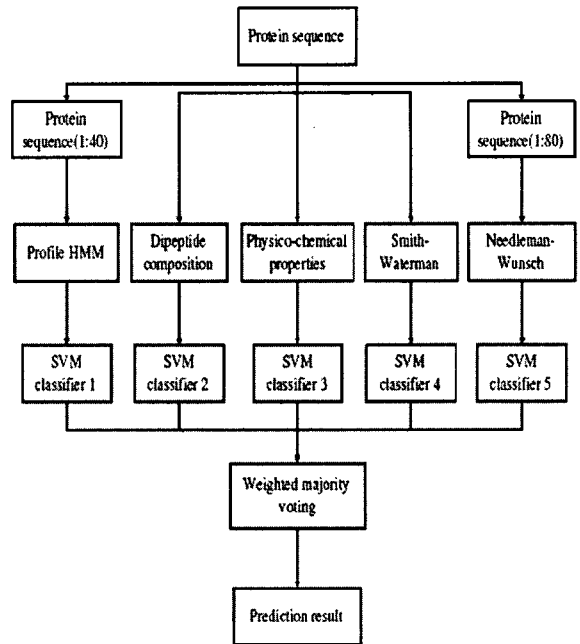 Protein sequence
Protein
sequence(1:40)
Protein
sequence(1:80)
Profile HMM
Dipeptide
composition
Physico-chemical
properties
Smith-
Waterman
Needleman-
Wunsch
SVM
classifier 1
SVM
classifier 2
SVM
classifier 3
SVM
classifier 4
SVM
classifier 5
Weighted majority
voting
Prediction result